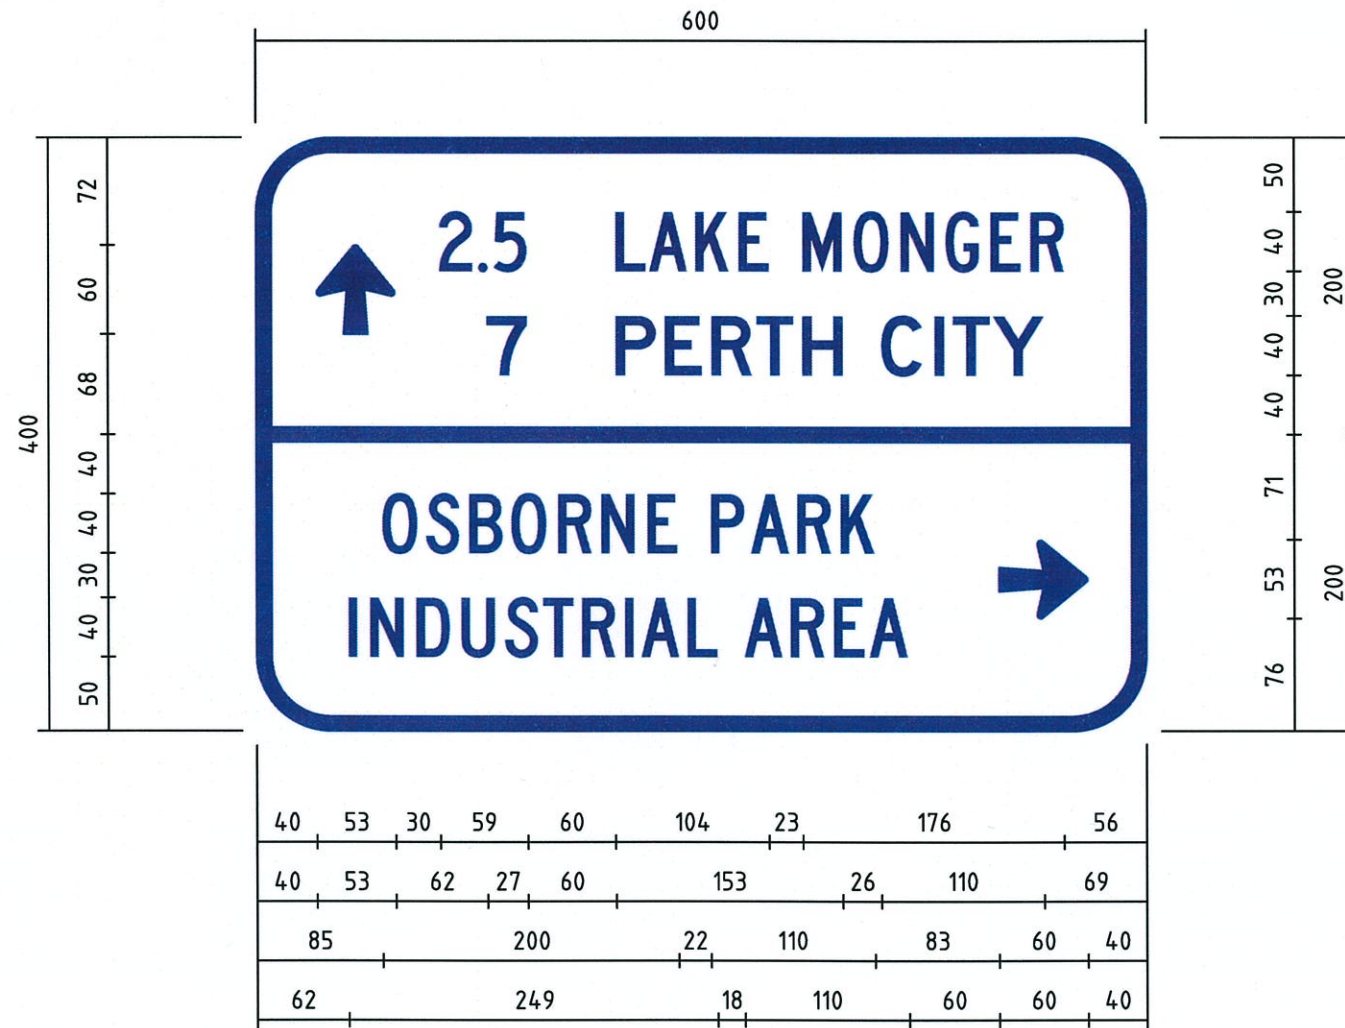 600
72
60
68
40
40
30
40
50
400
2.5 LAKE MONGER
7 PERTH CITY
OSBORNE PARK
INDUSTRIAL AREA
50
40
30
40
40
71
53
76
200
200
40 53 30 59 60 104 23 176 56
40 53 62 27 60 153 26 110 69
85 200 22 110 83 60 40
62 249 18 110 60 60 40